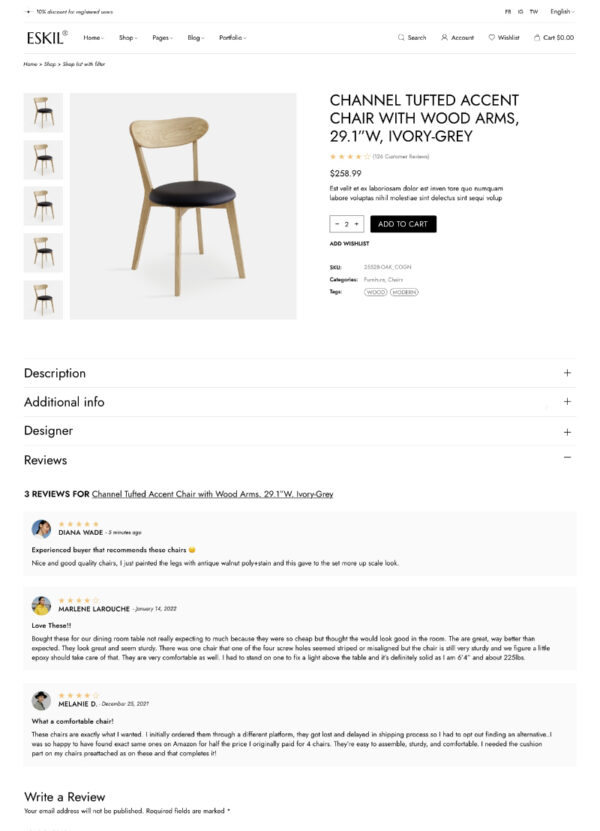 10% discount for registered users
FB IG TW English
ESKIL® Home Shop Pages Blog Portfolio Search Account Wishlist Cart $0.00
Home > Shop > Shop list with filter
CHANNEL TUFTED ACCENT
CHAIR WITH WOOD ARMS,
29.1”W, IVORY-GREY
(126 Customer Reviews)
$258.99
Est velit et ex laboriosam dolor est inven tore quo numquam
labore voluptas nihil molestiae sint delectus sint sequi volup
− 2 + ADD TO CART
ADD WISHLIST
SKU: 2552B.OAK_COGN
Categories: Furniture, Chairs
Tags: WOOD MODERN
Description +
Additional info +
Designer +
Reviews −
3 REVIEWS FOR Channel Tufted Accent Chair with Wood Arms, 29.1”W, Ivory-Grey
DIANA WADE - 5 minutes ago
Experienced buyer that recommends these chairs 😀
Nice and good quality chairs, I just painted the legs with antique walnut poly+stain and this gave to the set more up scale look.
MARLENE LAROUCHE - January 14, 2022
Love These!!
Bought these for our dining room table not really expecting to much because they were so cheap but thought the would look good in the room. The are great, way better than
expected. They look great and seem sturdy. There was one chair that one of the four screw holes seemed striped or misaligned but the chair is still very sturdy and we figure a little
epoxy should take care of that. They are very comfortable as well. I had to stand on one to fix a light above the table and it's definitely solid as I am 6'4" and about 225lbs.
MELANIE D. - December 25, 2021
What a comfortable chair!
These chairs are exactly what I wanted. I initially ordered them through a different platform, they got lost and delayed in shipping process so I had to opt out finding an alternative..I
was so happy to have found exact same ones on Amazon for half the price I originally paid for 4 chairs. They're easy to assemble, sturdy, and comfortable. I needed the cushion
part on my chairs preattached as on these and that completes it!
Write a Review
Your email address will not be published. Required fields are marked *